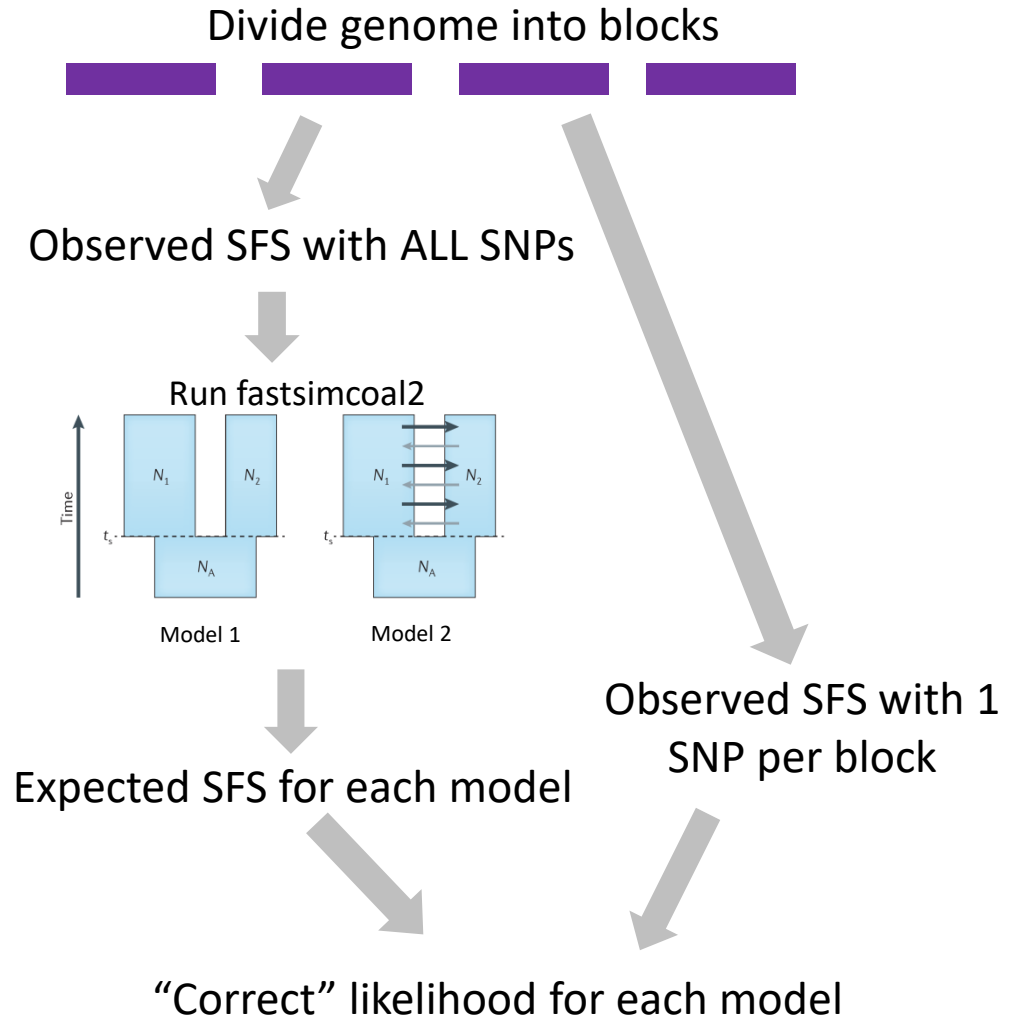 Divide genome into blocks
Observed SFS with ALL SNPs
Run fastsimcoal2
Time
N1
N2
ts
NA
Model 1
N1
N2
ts
NA
Model 2
Observed SFS with 1
SNP per block
Expected SFS for each model
“Correct” likelihood for each model